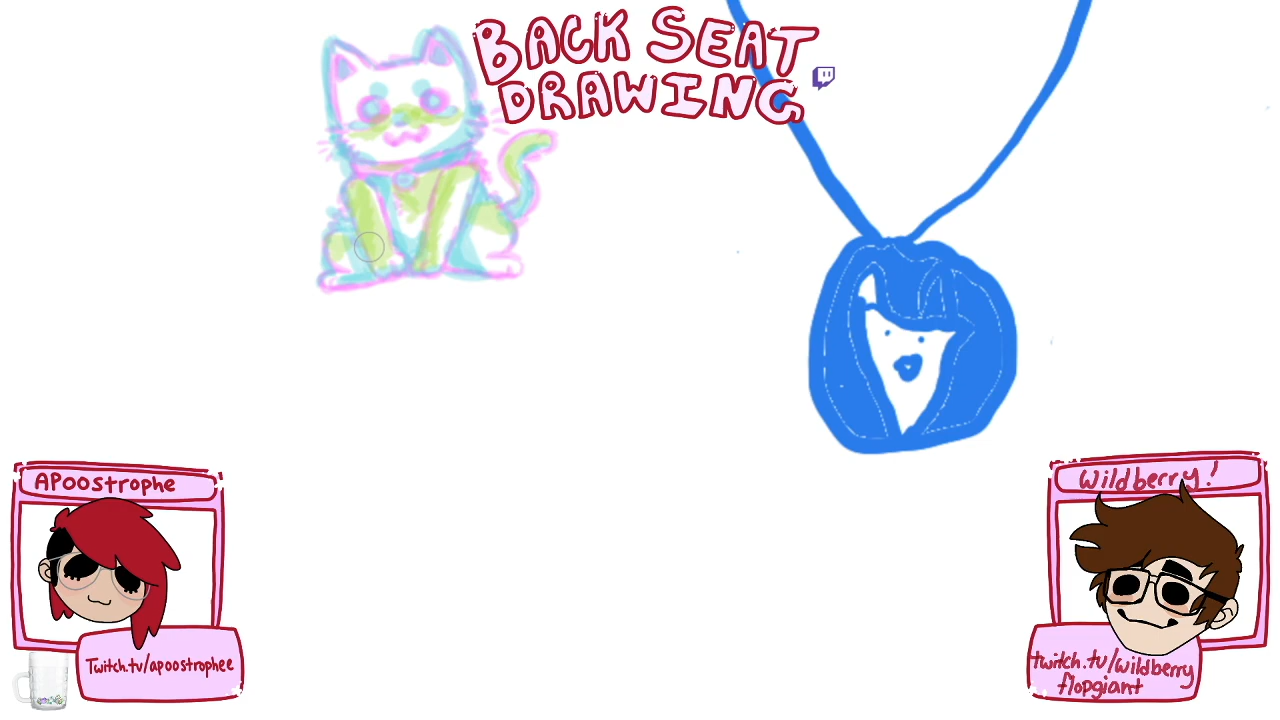 BACK SEAT
DRAWING
APoostrophe
Twitch.tv/apoostrophee
Wildberry!
twitch.tv/wildberry
flopgiant